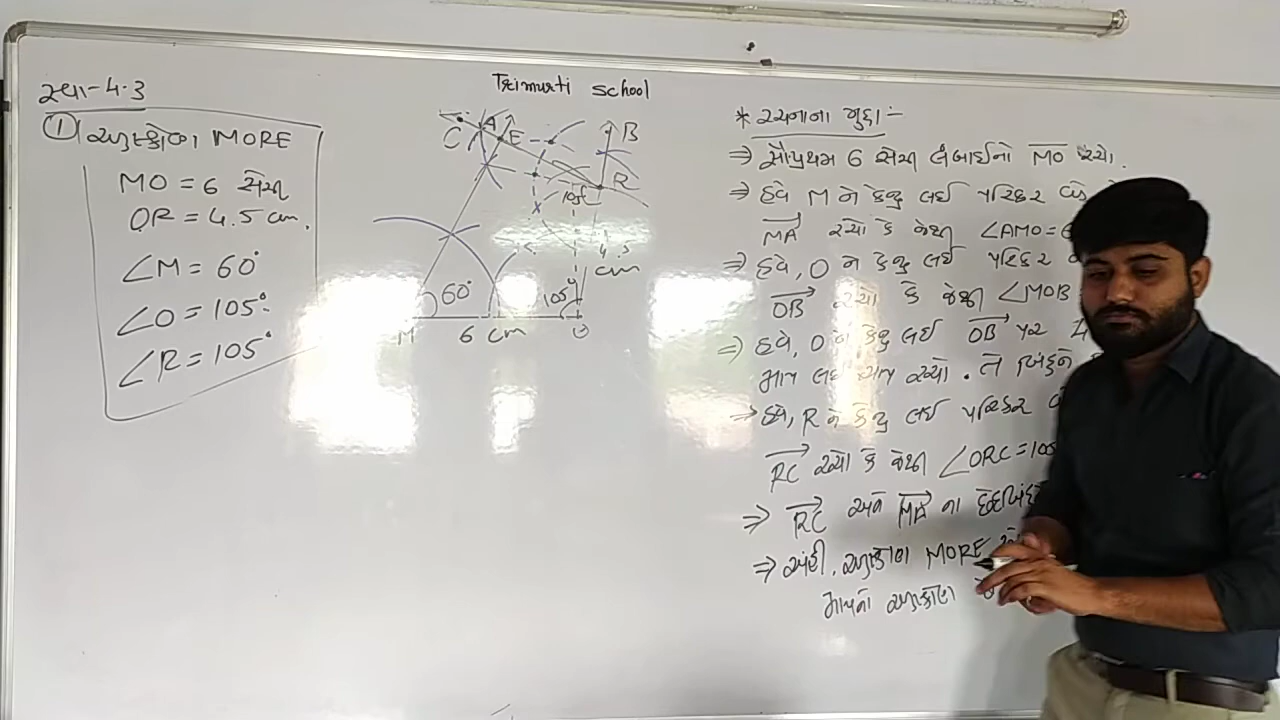 સ્વા-4.3
Trimurti School
① ચતુષ્કોણ MORE
MO = 6 સેમી
OR = 4.5 cm.
∠M = 60°
∠O = 105°
∠R = 105°
C A E B
R
105°
4.5
cm
60° 105°
M 6 cm O
* રચનાના મુદ્દા :-
⇒ સૌપ્રથમ 6 સેમી લંબાઈનો MO રચો.
⇒ હવે M ને કેન્દ્ર લઈ પરિકર
MA રચો કે જેથી ∠AMO=
⇒ હવે, O ને કેન્દ્ર લઈ પરિકર
OB રચો કે જેથી ∠MOB
⇒ હવે, O ને કેન્દ્ર લઈ OB પર
માપ લઈ ચાપ રચો. તે બિંદુને
⇒ હવે, R ને કેન્દ્ર લઈ પરિકર
RC રચો કે જેથી ∠ORC=105
⇒ RC અને MA ના
⇒ અહીં, ચતુષ્કોણ MORE
માપનો ચતુષ્કોણ